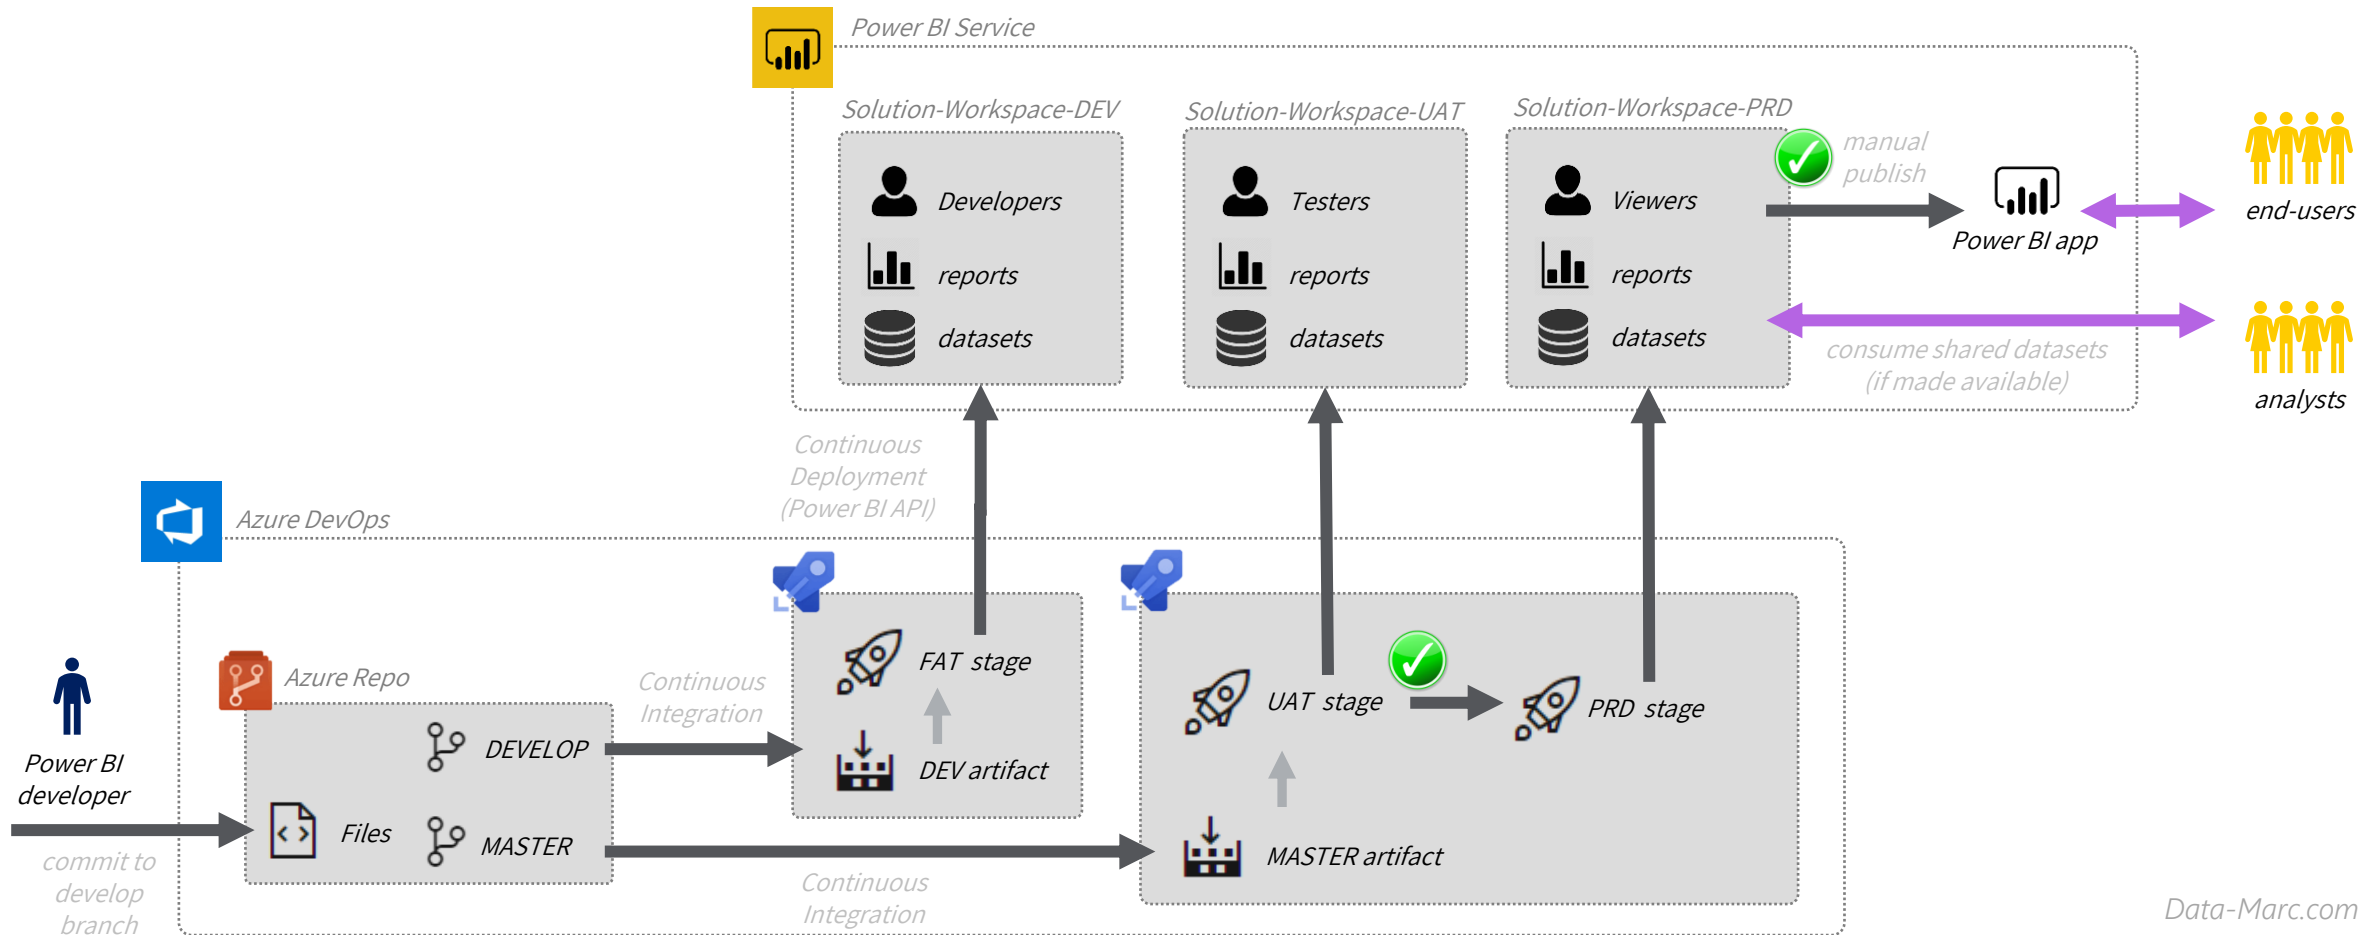 Power BI Service
Solution-Workspace-DEV
Solution-Workspace-UAT
Solution-Workspace-PRD
Developers
reports
datasets
Testers
reports
datasets
Viewers
reports
datasets
manual
publish
Power BI app
end-users
consume shared datasets
(if made available)
analysts
Continuous
Deployment
(Power BI API)
Azure DevOps
Power BI
developer
commit to
develop
branch
Azure Repo
Files
DEVELOP
MASTER
Continuous
Integration
FAT stage
DEV artifact
Continuous
Integration
UAT stage
PRD stage
MASTER artifact
Data-Marc.com